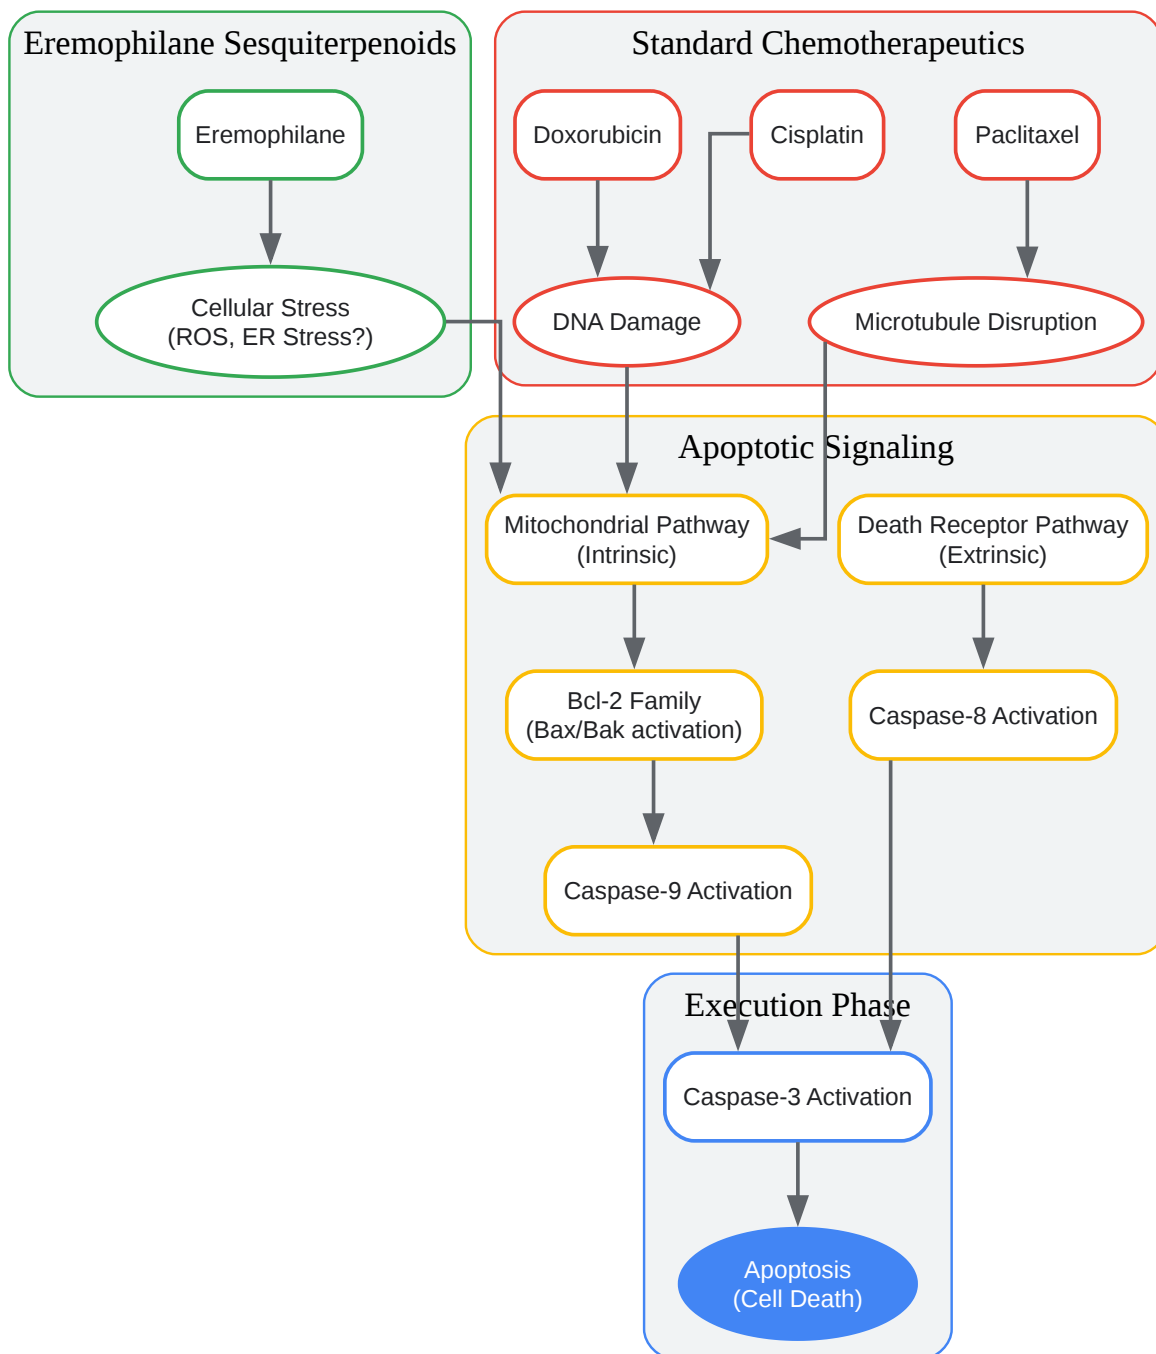 Eremophilane Sesquiterpenoids
Standard Chemotherapeutics
Eremophilane
Doxorubicin
Cisplatin
Paclitaxel
Cellular Stress
(ROS, ER Stress?)
DNA Damage
Microtubule Disruption
Apoptotic Signaling
Mitochondrial Pathway
(Intrinsic)
Death Receptor Pathway
(Extrinsic)
Bcl-2 Family
(Bax/Bak activation)
Caspase-8 Activation
Caspase-9 Activation
Execution Phase
Caspase-3 Activation
Apoptosis
(Cell Death)